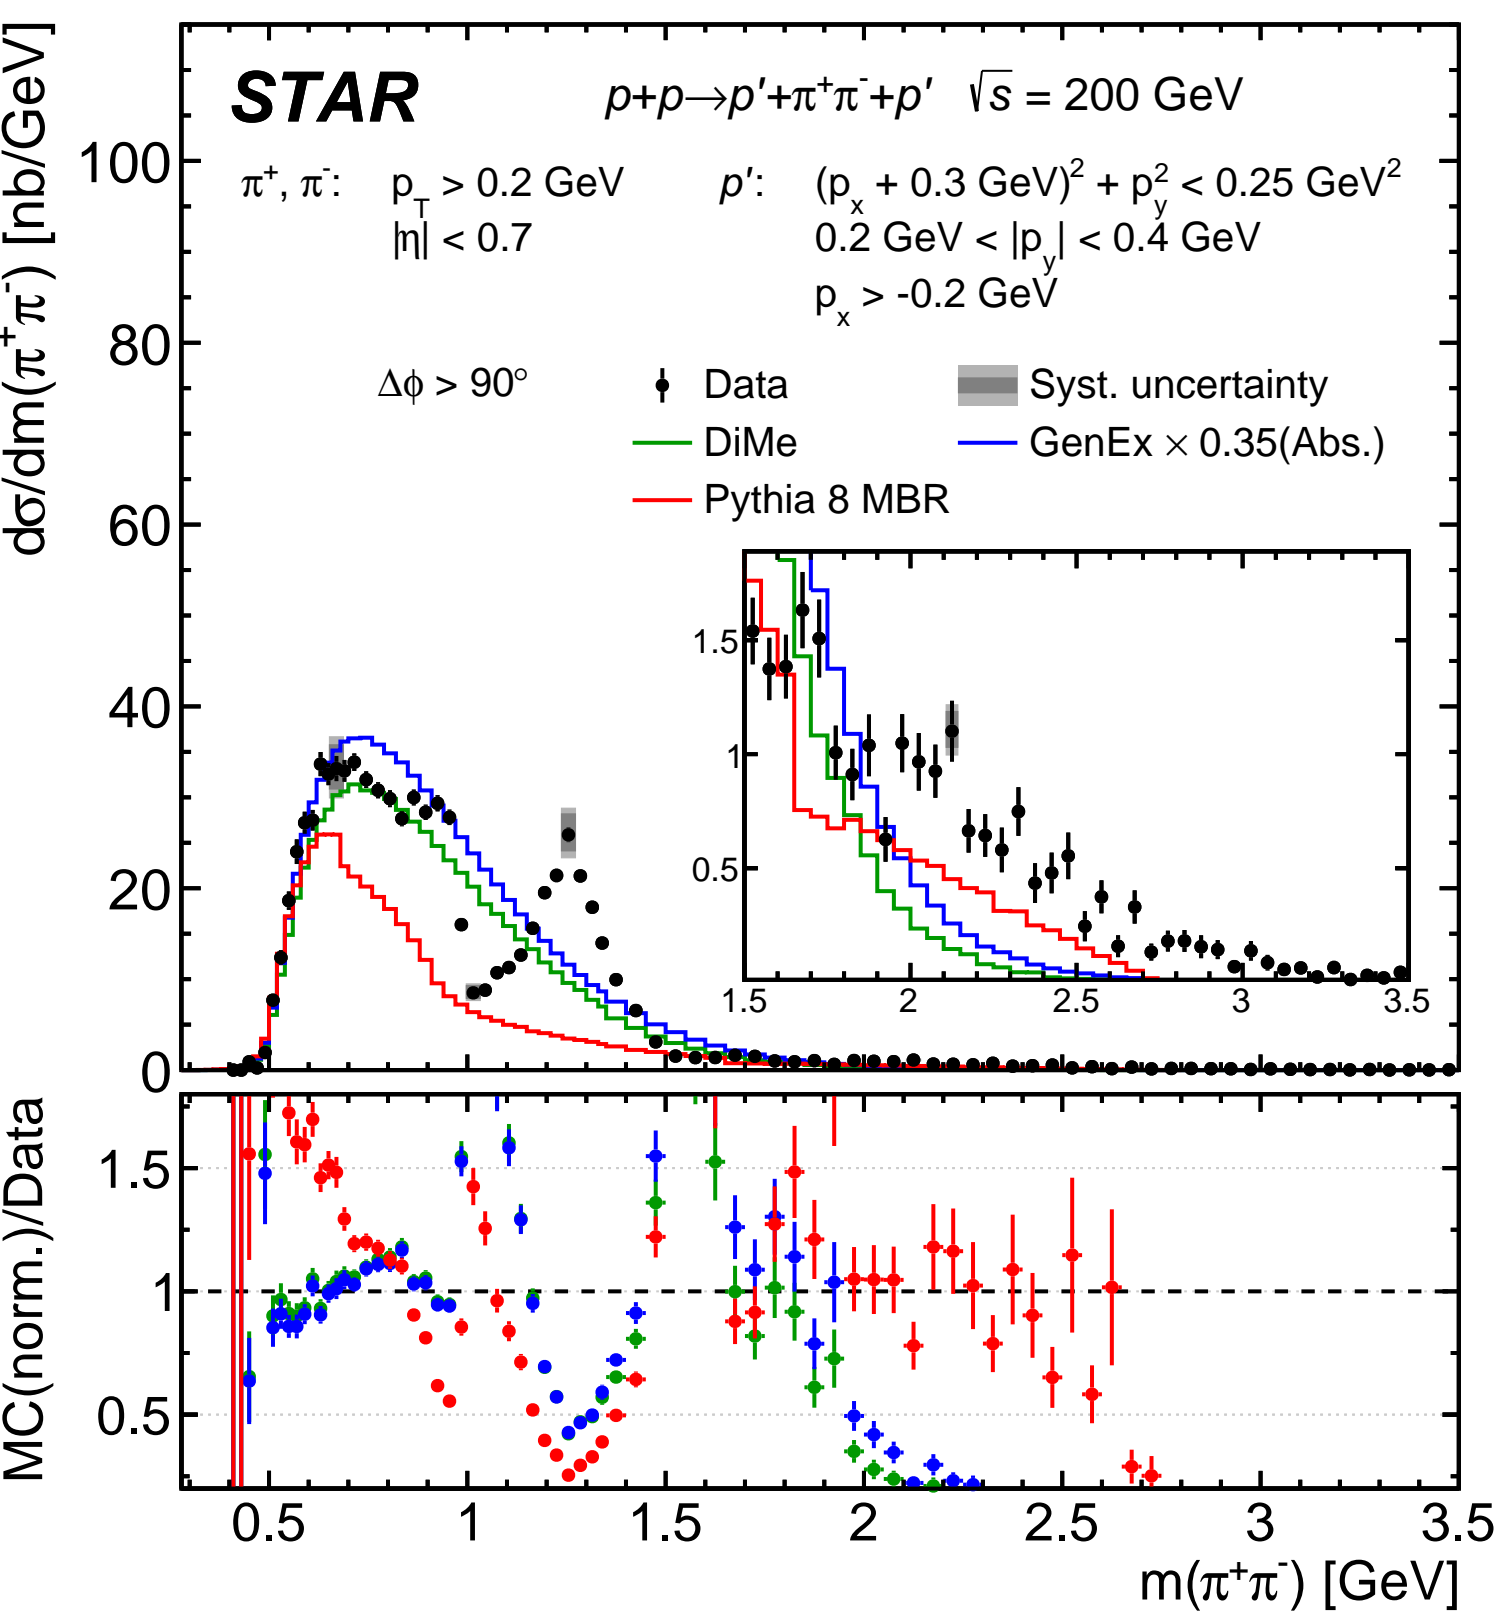 STAR p+p→p′+π⁺π⁻+p′ √s = 200 GeV
π⁺, π⁻: p_T > 0.2 GeV p′: (p_x + 0.3 GeV)² + p_y² < 0.25 GeV²
|η| < 0.7 0.2 GeV < |p_y| < 0.4 GeV
p_x > -0.2 GeV
Δϕ > 90° Data Syst. uncertainty
DiMe GenEx × 0.35(Abs.)
Pythia 8 MBR
dσ/dm(π⁺π⁻) [nb/GeV]
100
80
60
40
20
0
1.5
1
0.5
1.5 2 2.5 3 3.5
MC(norm.)/Data
1.5
1
0.5
0.5 1 1.5 2 2.5 3 3.5
m(π⁺π⁻) [GeV]